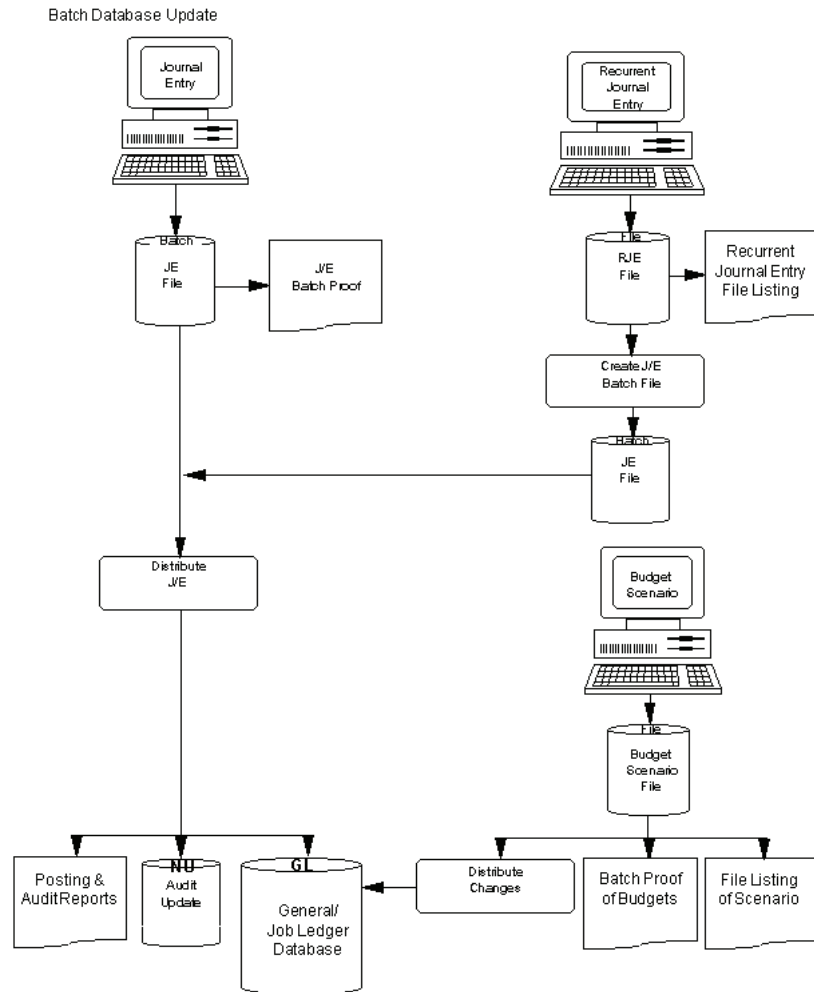 Batch Database Update
Journal
Entry
Recurrent
Journal
Entry
Batch
JE
File
J/E
Batch Proof
File
RJE
File
Recurrent
Journal Entry
File Listing
Create J/E
Batch File
Batch
JE
File
Distribute
J/E
Budget
Scenario
File
Budget
Scenario
File
Posting &
Audit Reports
NU
Audit
Update
GL
General/
Job Ledger
Database
Distribute
Changes
Batch Proof
of Budgets
File Listing
of Scenario